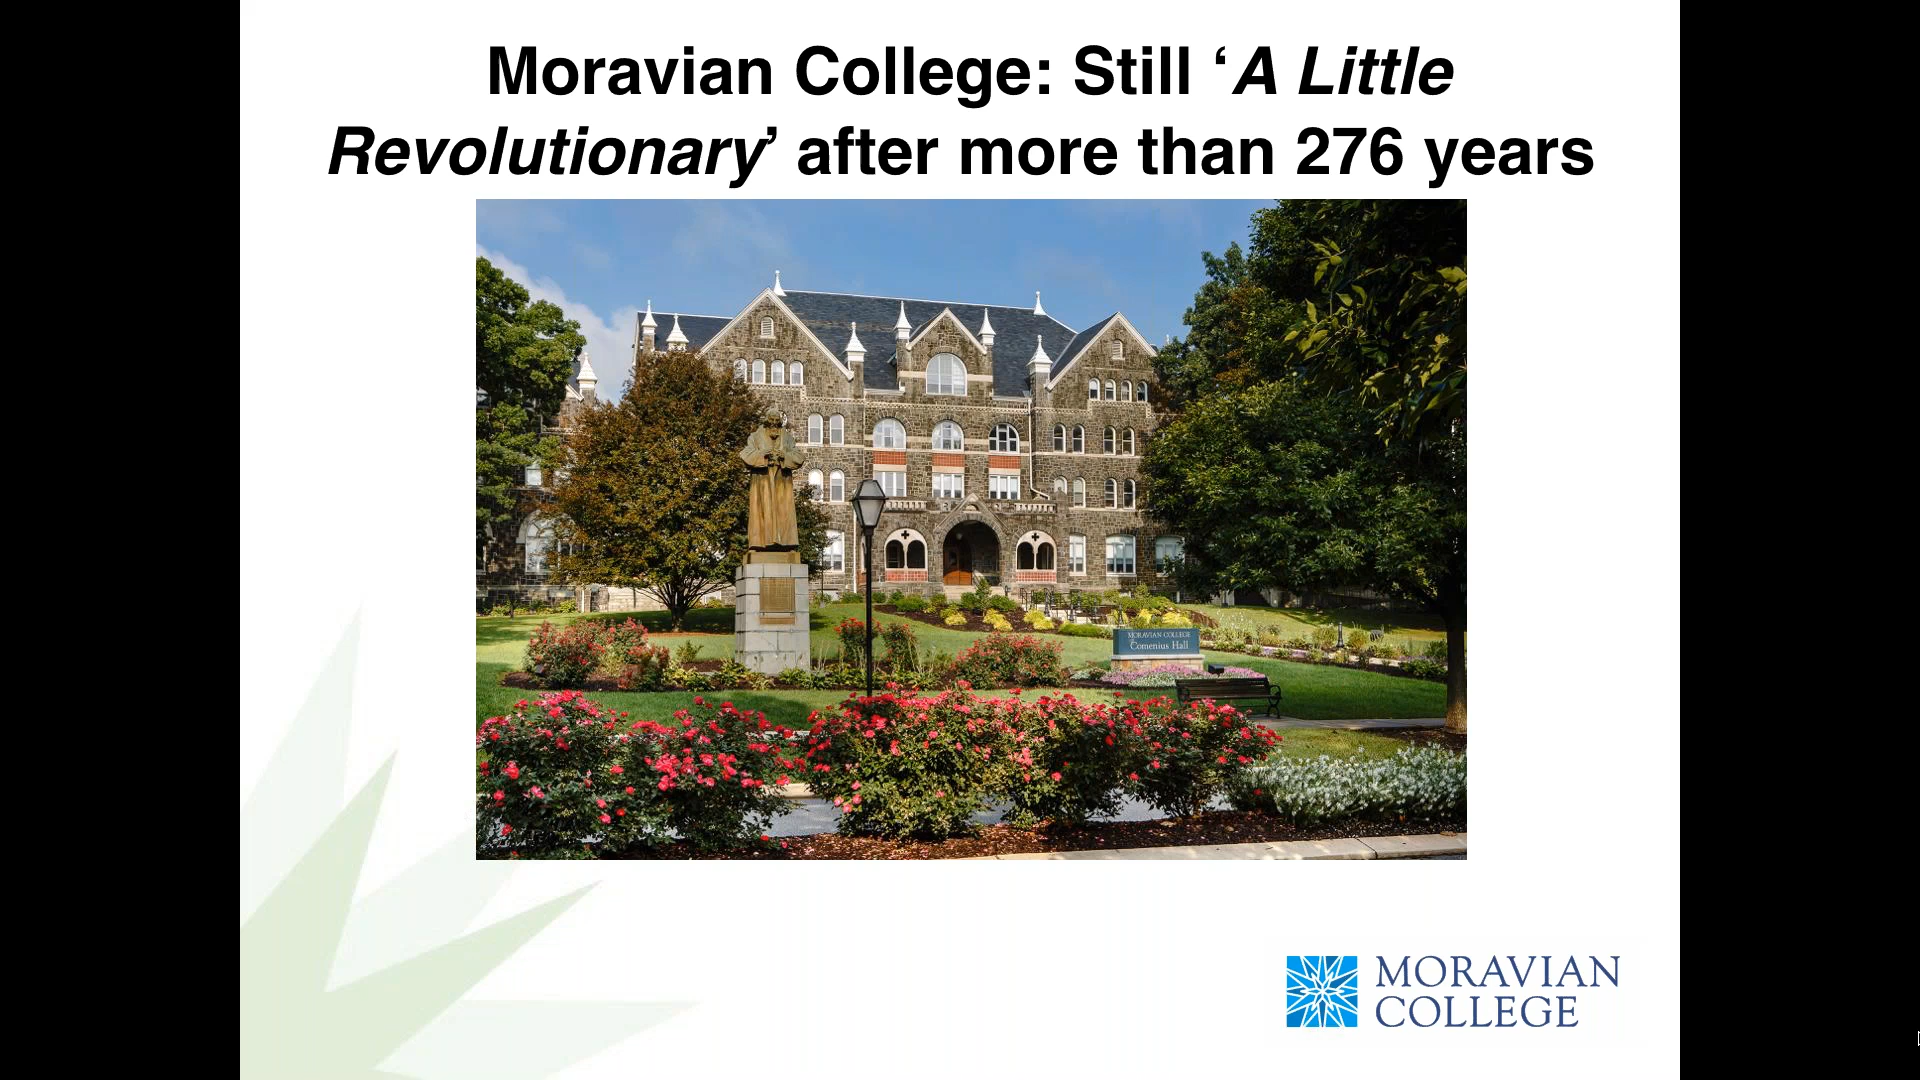 Moravian College: Still ‘A Little
Revolutionary’ after more than 276 years
MORAVIAN COLLEGE
Comenius Hall
MORAVIAN
COLLEGE